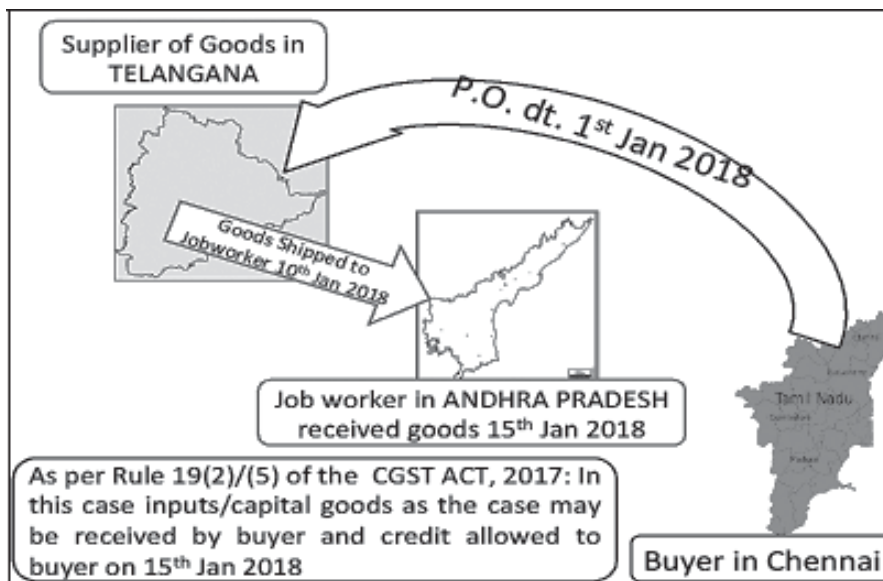 Supplier of Goods in
TELANGANA
P.O. dt. 1st Jan 2018
Goods Shipped to
Jobworker 10th Jan 2018
Job worker in ANDHRA PRADESH
received goods 15th Jan 2018
Tamil Nadu
As per Rule 19(2)/(5) of the CGST ACT, 2017: In
this case inputs/capital goods as the case may
be received by buyer and credit allowed to
buyer on 15th Jan 2018
Buyer in Chennai